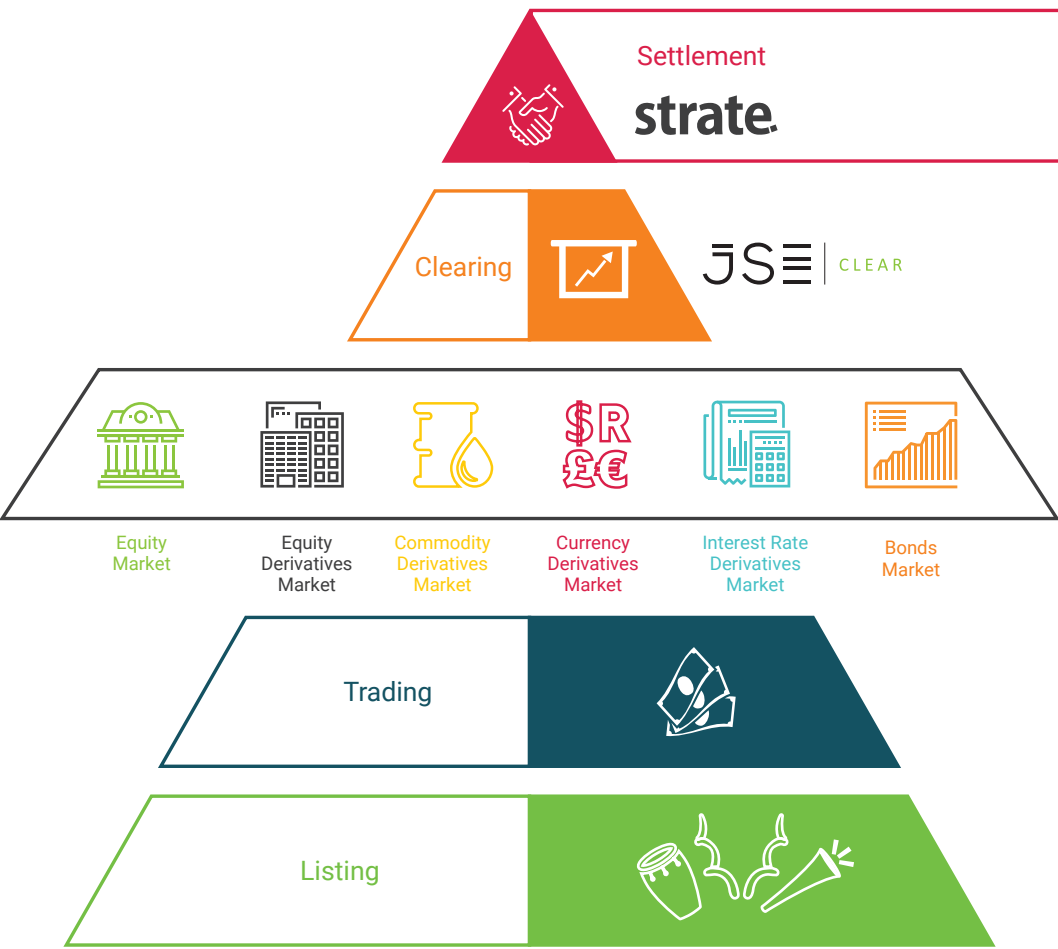 Settlement
strate.
Clearing
JSE | CLEAR
$R
£€
Equity
Market
Equity
Derivatives
Market
Commodity
Derivatives
Market
Currency
Derivatives
Market
Interest Rate
Derivatives
Market
Bonds
Market
Trading
Listing